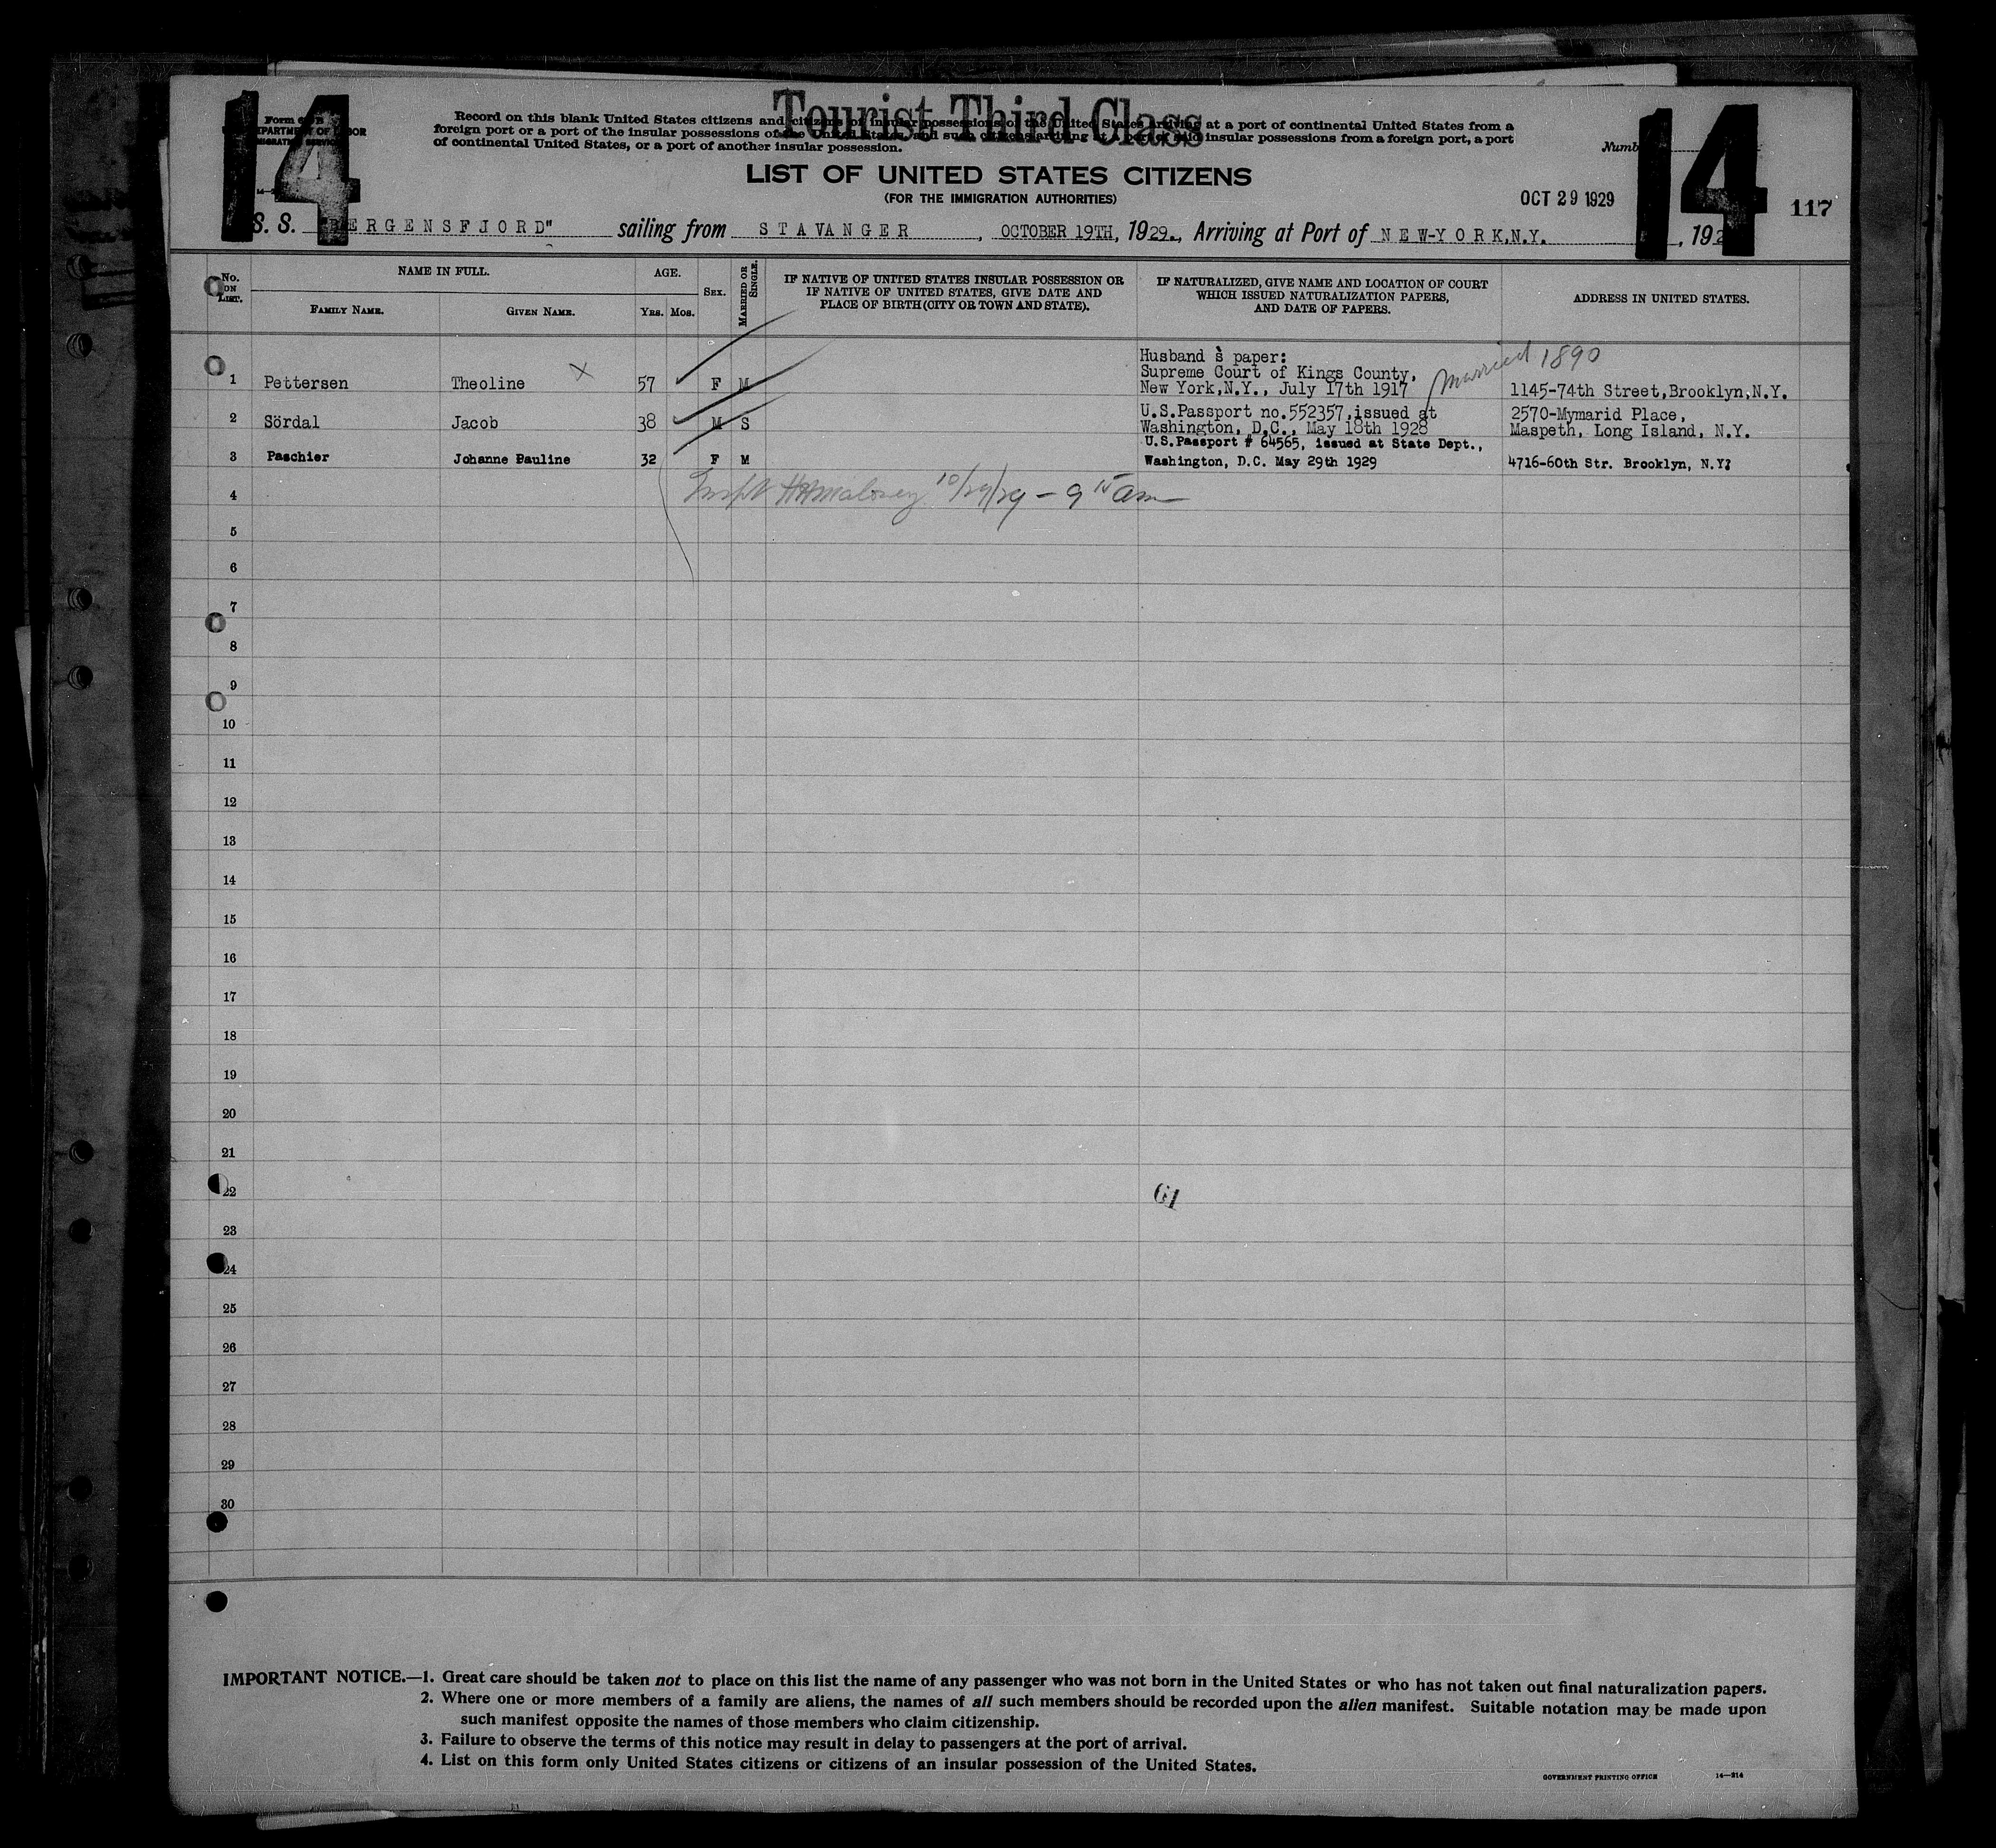 14
Tourist Third Class
14
Record on this blank United States citizens and citizens of insular possessions of the United States arriving at a port of continental United States from a
foreign port or a port of the insular possessions of the United States, and such citizens arriving at a port of said insular possessions from a foreign port, a port
of continental United States, or a port of another insular possession.
LIST OF UNITED STATES CITIZENS
(FOR THE IMMIGRATION AUTHORITIES)
OCT 29 1929
117
S. S. BERGENSFJORD" sailing from STAVANGER, OCTOBER 19TH, 1929., Arriving at Port of NEW-YORK,N.Y., 192
No. ON LIST.
NAME IN FULL.
FAMILY NAME.
GIVEN NAME.
AGE.
YRS. MOS.
SEX.
MARRIED OR SINGLE.
IF NATIVE OF UNITED STATES INSULAR POSSESSION OR
IF NATIVE OF UNITED STATES, GIVE DATE AND
PLACE OF BIRTH (CITY OR TOWN AND STATE).
IF NATURALIZED, GIVE NAME AND LOCATION OF COURT
WHICH ISSUED NATURALIZATION PAPERS,
AND DATE OF PAPERS.
ADDRESS IN UNITED STATES.
Husband s paper:
Supreme Court of Kings County,
married 1890
1 Pettersen Theoline X 57 F M New York,N.Y., July 17th 1917 1145-74th Street,Brooklyn,N.Y.
U.S.Passport no.552357,issued at 2570-Mymarid Place,
2 Sördal Jacob 38 M S Washington, D.C., May 18th 1928 Maspeth, Long Island, N.Y.
U.S.Passport # 64565, issued at State Dept.,
3 Paschier Johanne Pauline 32 F M Washington, D.C. May 29th 1929 4716-60th Str. Brooklyn, N.Y?
4 10/29/29 - 9 15 am
5
6
7
8
9
10
11
12
13
14
15
16
17
18
19
20
21
22
61
23
24
25
26
27
28
29
30
IMPORTANT NOTICE.—1. Great care should be taken not to place on this list the name of any passenger who was not born in the United States or who has not taken out final naturalization papers.
2. Where one or more members of a family are aliens, the names of all such members should be recorded upon the alien manifest. Suitable notation may be made upon
such manifest opposite the names of those members who claim citizenship.
3. Failure to observe the terms of this notice may result in delay to passengers at the port of arrival.
4. List on this form only United States citizens or citizens of an insular possession of the United States.
GOVERNMENT PRINTING OFFICE 14—214